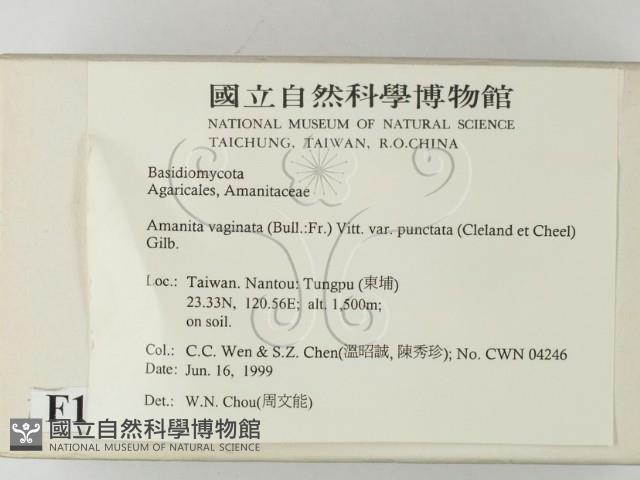 國立自然科學博物館
NATIONAL MUSEUM OF NATURAL SCIENCE
TAICHUNG, TAIWAN, R.O.CHINA
Basidiomycota
Agaricales, Amanitaceae
Amanita vaginata (Bull.:Fr.) Vitt. var. punctata (Cleland et Cheel)
Gilb.
Loc.: Taiwan. Nantou: Tungpu (東埔)
23.33N, 120.56E; alt. 1,500m;
on soil.
Col.: C.C. Wen & S.Z. Chen(溫昭誠, 陳秀珍); No. CWN 04246
Date: Jun. 16, 1999
Det.: W.N. Chou(周文能)
F1
國立自然科學博物館
NATIONAL MUSEUM OF NATURAL SCIENCE